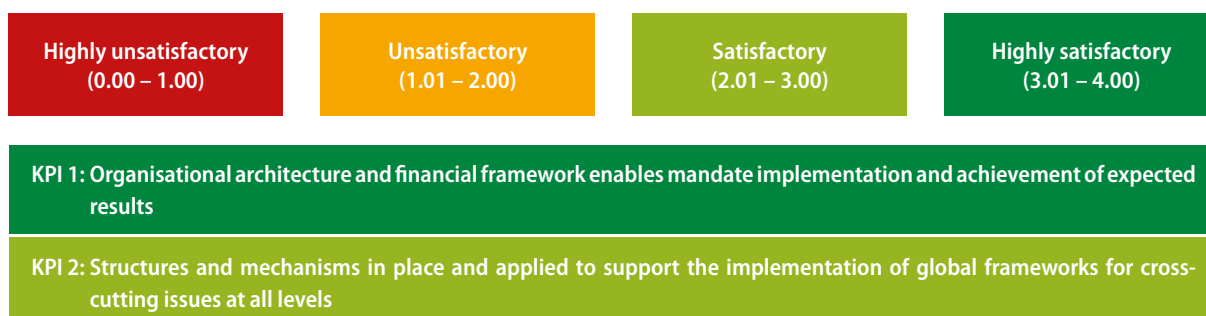 Highly unsatisfactory
(0.00 – 1.00)
Unsatisfactory
(1.01 – 2.00)
Satisfactory
(2.01 – 3.00)
Highly satisfactory
(3.01 – 4.00)
KPI 1: Organisational architecture and financial framework enables mandate implementation and achievement of expected
results
KPI 2: Structures and mechanisms in place and applied to support the implementation of global frameworks for cross-
cutting issues at all levels